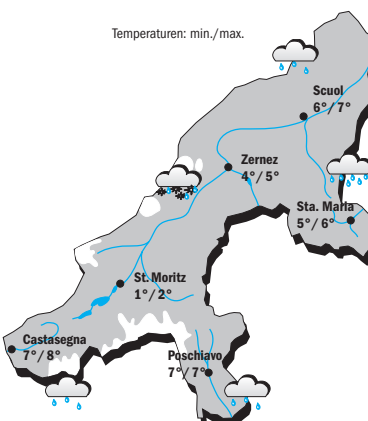 Temperaturen: min./max.
Scuol
6°/7°
Zernez
4°/5°
Sta. Maria
5°/6°
St. Moritz
1°/2°
Castasegna
7°/8°
Poschiavo
7°/7°